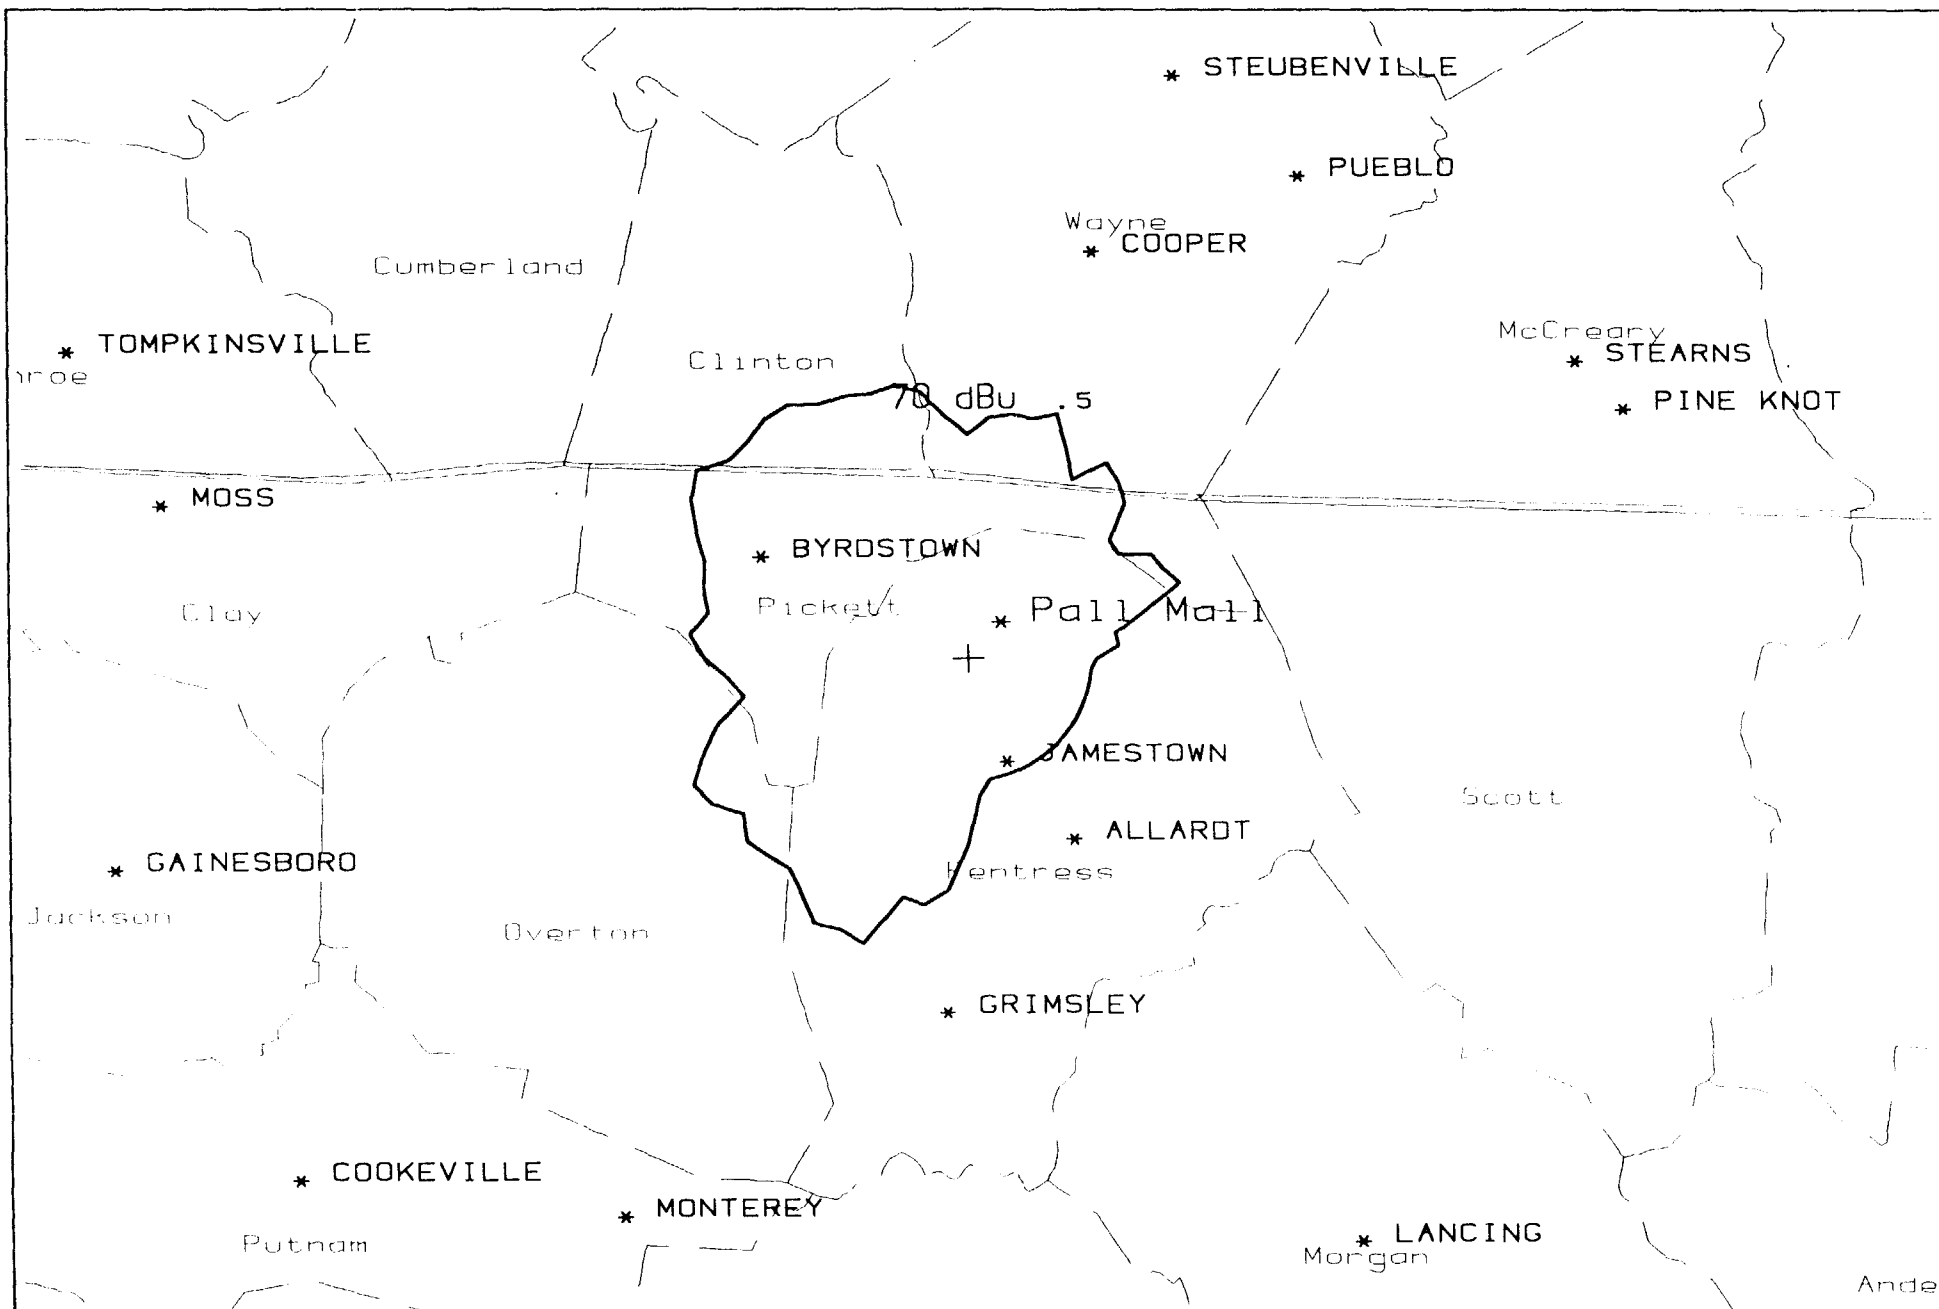 STEUBENVILLE
PUEBLO
Wayne
COOPER
Cumberland
McCreary
TOMPKINSVILLE
STEARNS
Clinton
nroe
70 dBu .5
PINE KNOT
MOSS
BYRDSTOWN
Pickett
Pall Mall
Clay
JAMESTOWN
Scott
ALLARDT
GAINESBORO
Fentress
Jackson
Overton
GRIMSLEY
COOKEVILLE
MONTEREY
LANCING
Putnam
Morgan
Ande